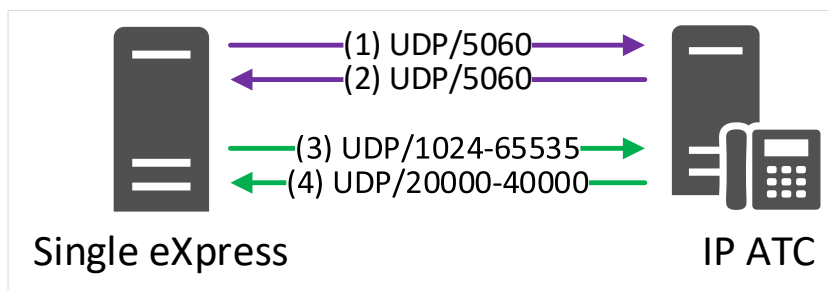 (1) UDP/5060
(2) UDP/5060
(3) UDP/1024-65535
(4) UDP/20000-40000
Single eXpress
IP ATC